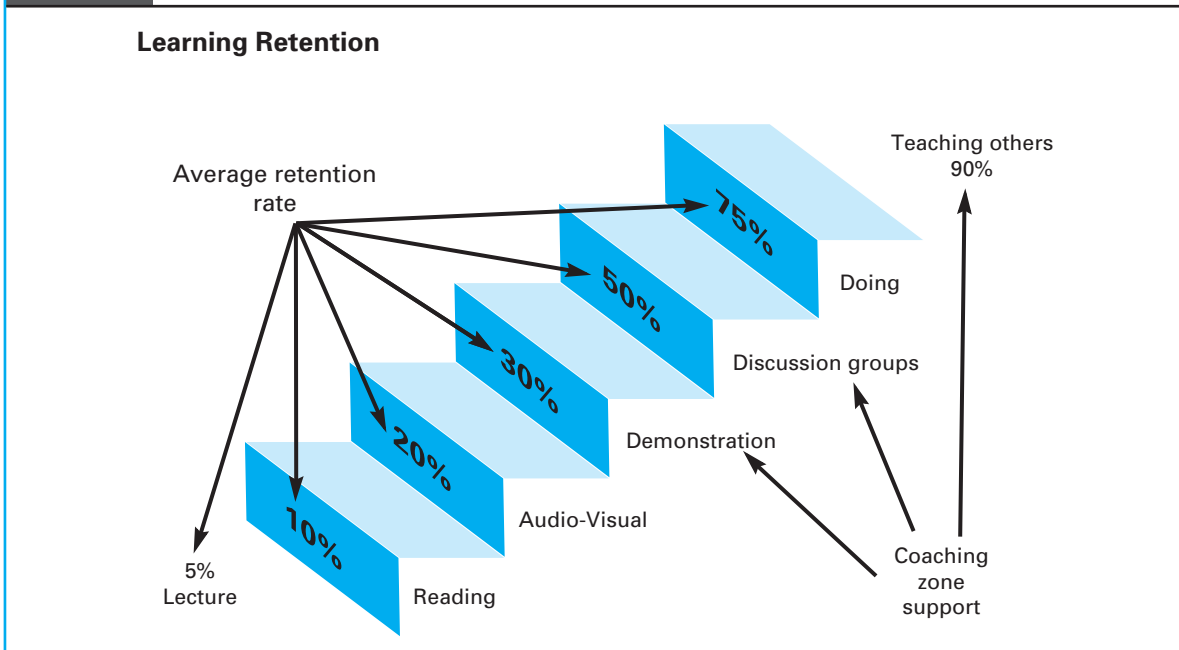 Learning Retention
Average retention
rate
Teaching others
90%
75%
Doing
50%
Discussion groups
30%
Demonstration
20%
Audio-Visual
10%
Reading
5%
Lecture
Coaching
zone
support